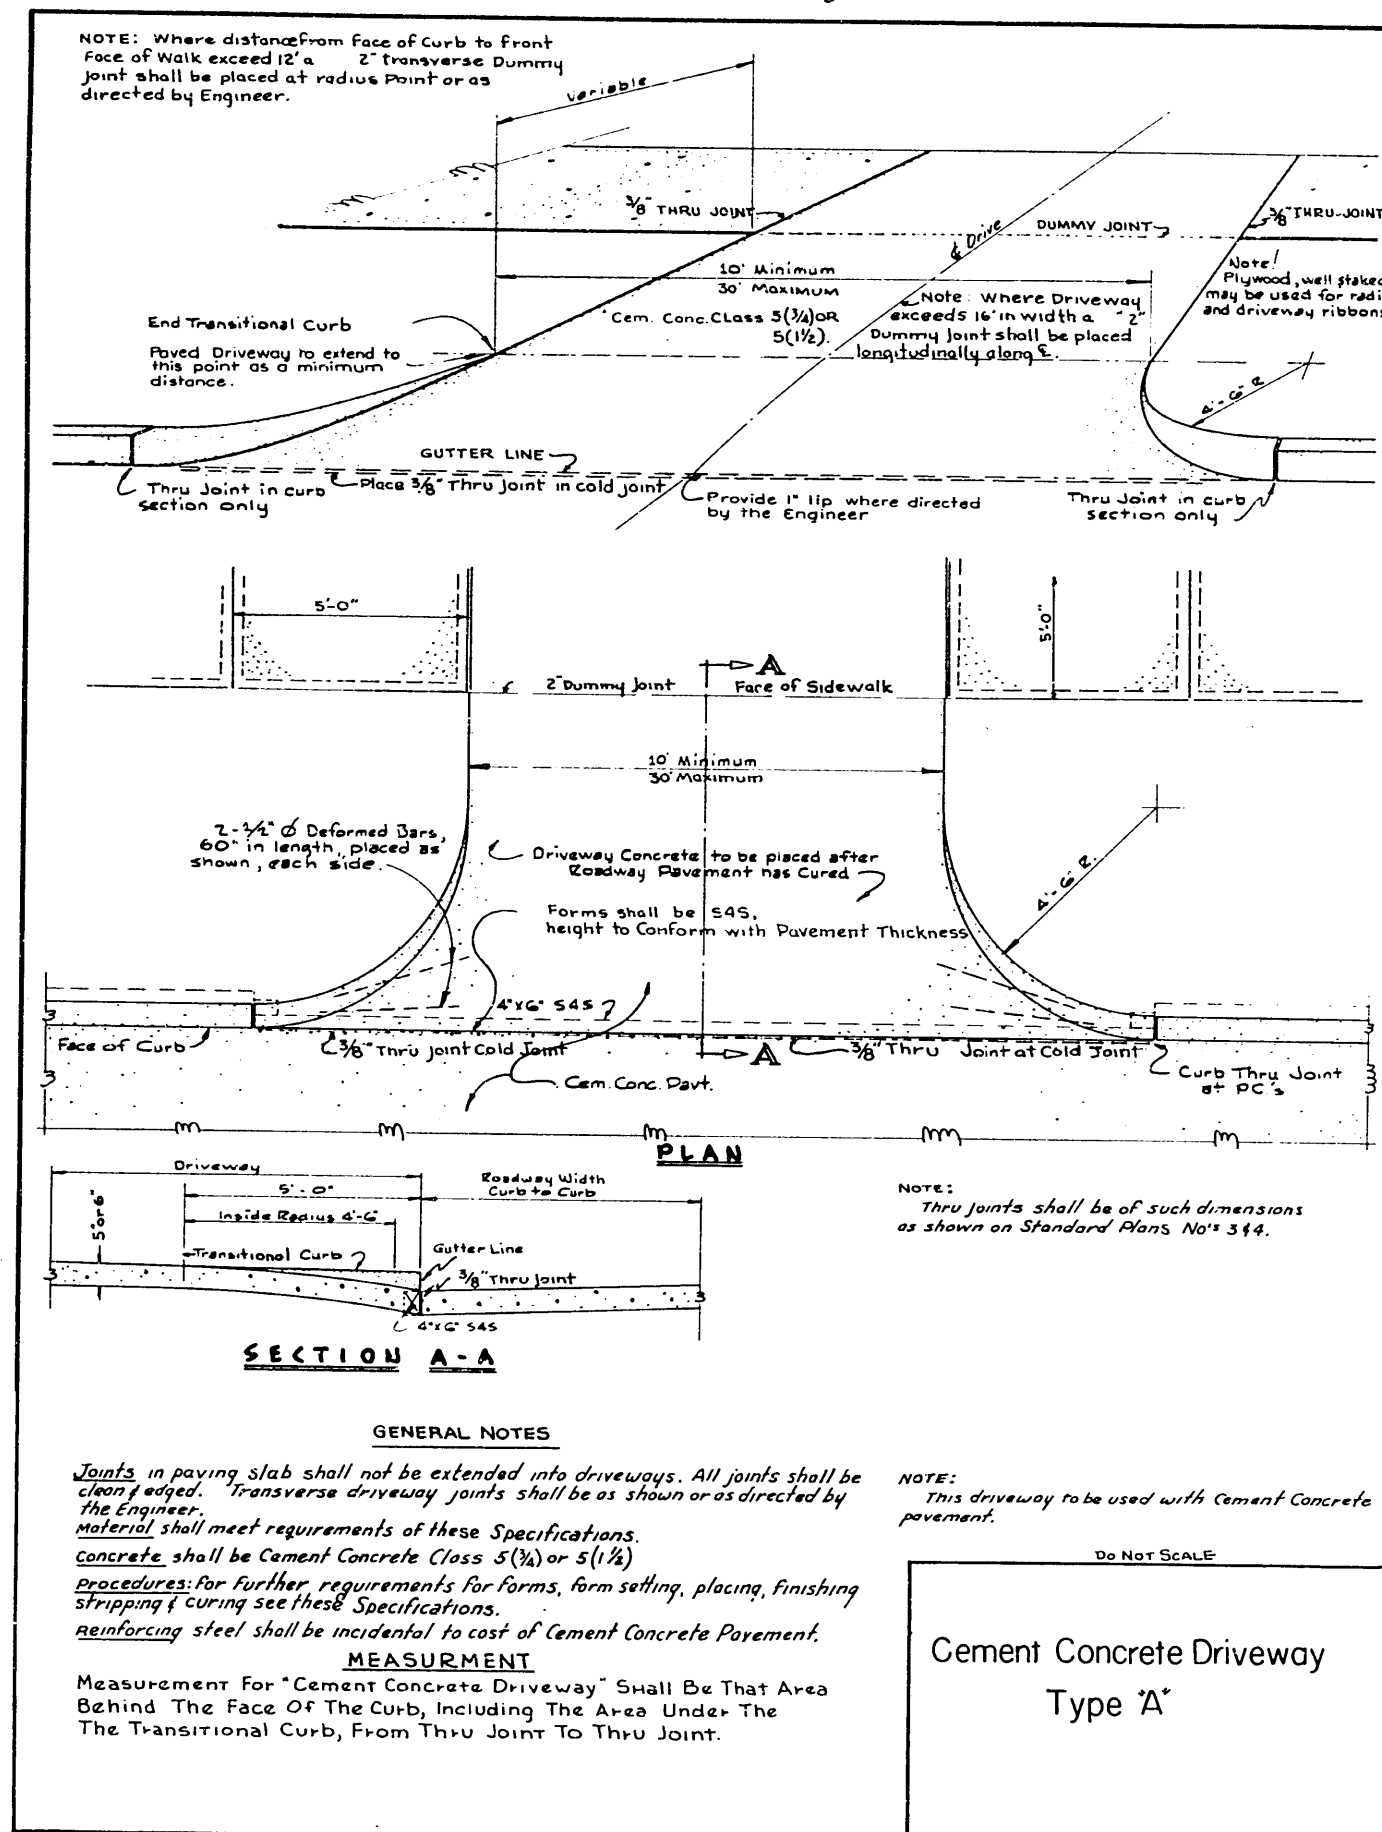 NOTE: Where distance from Face of Curb to Front
Face of Walk exceed 12' a 2" transverse Dummy
Joint shall be placed at radius Point or as
directed by Engineer.
variable
3/8" THRU JOINT
℄ Drive
DUMMY JOINT
3/8" THRU-JOINT
10' Minimum
30' Maximum
Note!
Plywood, well staked
may be used for radi
and driveway ribbons
Note: Where Driveway
exceeds 16' in width a "2"
Dummy Joint shall be placed
longitudinally along ℄.
Cem. Conc. Class 5(3/4) OR
5(1 1/2).
End Transitional Curb
Paved Driveway to extend to
this point as a minimum
distance.
4'-6" R
GUTTER LINE
Place 3/8" Thru Joint in cold joint
Thru Joint in curb
section only
Provide 1" lip where directed
by the Engineer
Thru Joint in curb
section only
5'-0"
5'-0"
A
2" Dummy Joint
Face of Sidewalk
10' Minimum
30' Maximum
2-1/2" Ø Deformed Bars,
60" in length, placed as
shown, each side.
Driveway Concrete to be placed after
Roadway Pavement has Cured
4'-6" R.
Forms shall be S4S,
height to Conform with Pavement Thickness
4"x6" S4S
Face of Curb
3/8" Thru Joint Cold Joint
A
3/8" Thru Joint at Cold Joint
Cem. Conc. Pavt.
Curb Thru Joint
at PC's
PLAN
Driveway
Roadway Width
Curb to Curb
5'-0"
5" or 6"
Inside Radius 4'-6"
Transitional Curb
Gutter Line
3/8" Thru Joint
4"x6" S4S
SECTION A-A
NOTE:
Thru Joints shall be of such dimensions
as shown on Standard Plans No's 3 & 4.
GENERAL NOTES
Joints in paving slab shall not be extended into driveways. All joints shall be
clean & edged. Transverse driveway joints shall be as shown or as directed by
the Engineer.
Material shall meet requirements of these Specifications.
Concrete shall be Cement Concrete Class 5(3/4) or 5(1 1/2)
Procedures: For Further requirements for forms, form setting, placing, finishing
stripping & curing see these Specifications.
Reinforcing steel shall be incidental to cost of Cement Concrete Pavement.
MEASURMENT
Measurement For "Cement Concrete Driveway" Shall Be That Area
Behind The Face Of The Curb, Including The Area Under The
The Transitional Curb, From Thru Joint To Thru Joint.
NOTE:
This driveway to be used with Cement Concrete
pavement.
DO NOT SCALE
Cement Concrete Driveway
Type "A"